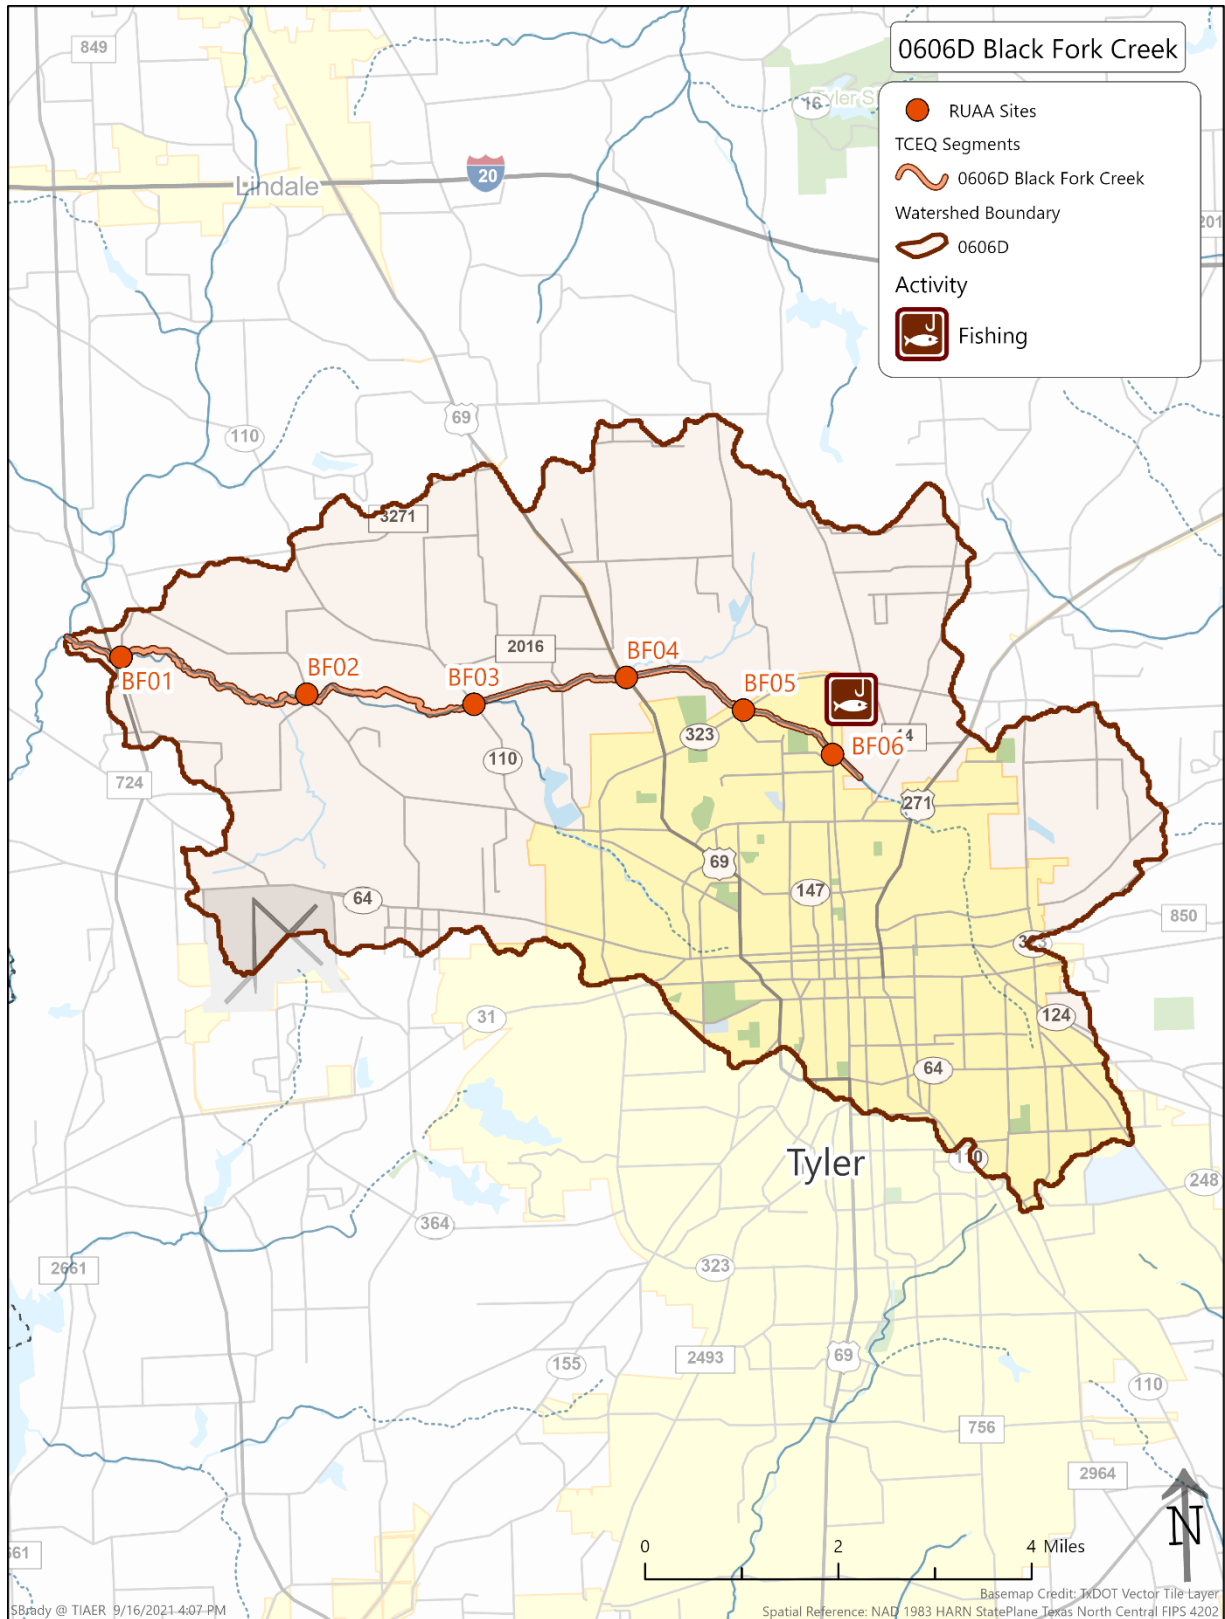 0606D Black Fork Creek
RUAA Sites
TCEQ Segments
0606D Black Fork Creek
Watershed Boundary
0606D
Activity
Fishing
849
16
Lindale
20
69
110
3271
2016
BF01
BF02
BF03
BF04
BF05
BF06
323
110
724
271
69
147
64
850
31
124
64
Tyler
110
248
364
323
2661
2493
69
155
110
756
2964
N
0 2 4 Miles
SBrady @ TIAER 9/16/2021 4:07 PM
Basemap Credit: TxDOT Vector Tile Layer
Spatial Reference: NAD 1983 HARN StatePlane Texas North Central FIPS 4202